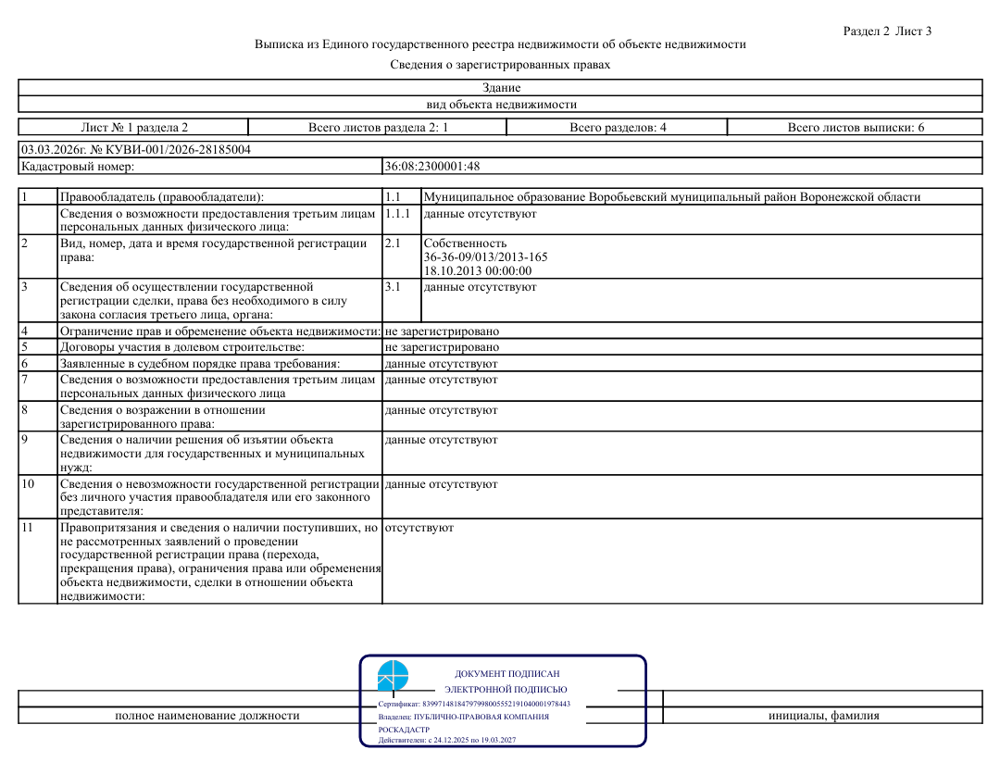 Раздел 2 Лист 3
Выписка из Единого государственного реестра недвижимости об объекте недвижимости
Сведения о зарегистрированных правах
Здание
вид объекта недвижимости
Лист № 1 раздела 2 Всего листов раздела 2: 1 Всего разделов: 4 Всего листов выписки: 6
03.03.2026г. № КУВИ-001/2026-28185004
Кадастровый номер: 36:08:2300001:48
1 Правообладатель (правообладатели): 1.1 Муниципальное образование Воробьевский муниципальный район Воронежской области
Сведения о возможности предоставления третьим лицам 1.1.1 данные отсутствуют
персональных данных физического лица:
2 Вид, номер, дата и время государственной регистрации 2.1 Собственность
права: 36-36-09/013/2013-165
18.10.2013 00:00:00
3 Сведения об осуществлении государственной 3.1 данные отсутствуют
регистрации сделки, права без необходимого в силу
закона согласия третьего лица, органа:
4 Ограничение прав и обременение объекта недвижимости: не зарегистрировано
5 Договоры участия в долевом строительстве: не зарегистрировано
6 Заявленные в судебном порядке права требования: данные отсутствуют
7 Сведения о возможности предоставления третьим лицам данные отсутствуют
персональных данных физического лица
8 Сведения о возражении в отношении данные отсутствуют
зарегистрированного права:
9 Сведения о наличии решения об изъятии объекта данные отсутствуют
недвижимости для государственных и муниципальных
нужд:
10 Сведения о невозможности государственной регистрации данные отсутствуют
без личного участия правообладателя или его законного
представителя:
11 Правопритязания и сведения о наличии поступивших, но отсутствуют
не рассмотренных заявлений о проведении
государственной регистрации права (перехода,
прекращения права), ограничения права или обременения
объекта недвижимости, сделки в отношении объекта
недвижимости:
ДОКУМЕНТ ПОДПИСАН
ЭЛЕКТРОННОЙ ПОДПИСЬЮ
Сертификат: 83997148184797998005552191040001978443
Владелец: ПУБЛИЧНО-ПРАВОВАЯ КОМПАНИЯ
РОСКАДАСТР
Действителен: с 24.12.2025 по 19.03.2027
полное наименование должности инициалы, фамилия